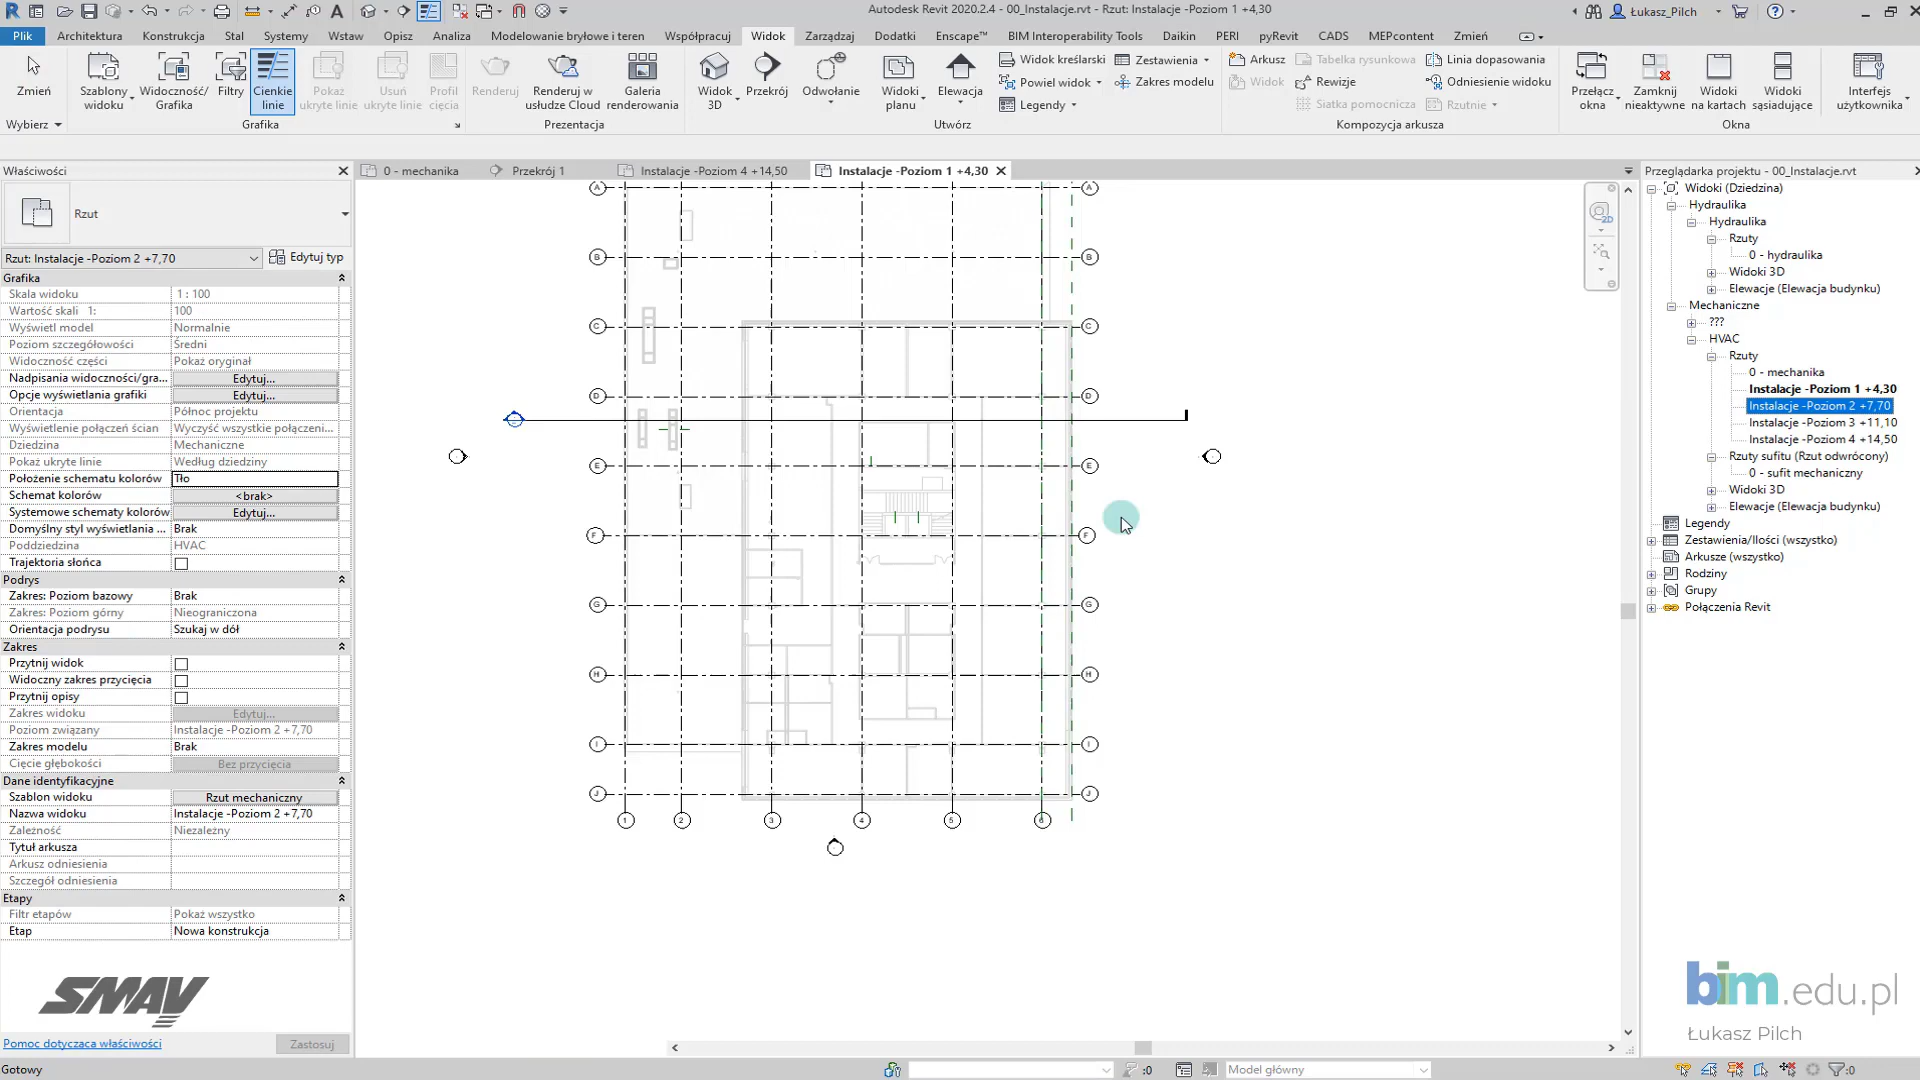 Autodesk Revit 2020.2.4 - 00_Instalacje.rvt - Rzut: Instalacje -Poziom 1 +4,30
Łukasz_Pilch
Plik Architektura Konstrukcja Stal Systemy Wstaw Opisz Analiza Modelowanie bryłowe i teren Współpracuj Widok Zarządzaj Dodatki Enscape™ BIM Interoperability Tools Daikin PERI pyRevit CADS MEPcontent Zmień
Zmień
Szablony widoku
Widoczność/ Grafika
Filtry
Cienkie linie
Pokaż ukryte linie
Usuń ukryte linie
Profil cięcia
Renderuj
Renderuj w usłudze Cloud
Galeria renderowania
Widok 3D
Przekrój
Odwołanie
Widoki planu
Elewacja
Widok kreślarski
Powiel widok
Legendy
Zestawienia
Zakres modelu
Arkusz
Widok
Tabelka rysunkowa
Rewizje
Siatka pomocnicza
Linia dopasowania
Odniesienie widoku
Rzutnie
Przełącz okna
Zamknij nieaktywne
Widoki na kartach
Widoki sąsiadujące
Interfejs użytkownika
Wybierz
Grafika
Prezentacja
Utwórz
Kompozycja arkusza
Okna
Właściwości
Rzut
Rzut: Instalacje -Poziom 2 +7,70
Edytuj typ
Grafika
Skala widoku 1 : 100
Wartość skali 1: 100
Wyświetl model Normalnie
Poziom szczegółowości Średni
Widoczność części Pokaż oryginał
Nadpisania widoczności/gra... Edytuj...
Opcje wyświetlania grafiki Edytuj...
Orientacja Północ projektu
Wyświetlenie połączeń ścian Wyczyść wszystkie połączeni...
Dziedzina Mechaniczne
Pokaż ukryte linie Według dziedziny
Położenie schematu kolorów Tło
Schemat kolorów <brak>
Systemowe schematy kolorów Edytuj...
Domyślny styl wyświetlania ... Brak
Poddziedzina HVAC
Trajektoria słońca
Podrys
Zakres: Poziom bazowy Brak
Zakres: Poziom górny Nieograniczona
Orientacja podrysu Szukaj w dół
Zakres
Przytnij widok
Widoczny zakres przycięcia
Przytnij opisy
Zakres widoku Edytuj...
Poziom związany Instalacje -Poziom 2 +7,70
Zakres modelu Brak
Cięcie głębokości Bez przycięcia
Dane identyfikacyjne
Szablon widoku Rzut mechaniczny
Nazwa widoku Instalacje -Poziom 2 +7,70
Zależność Niezależny
Tytuł arkusza
Arkusz odniesienia
Szczegół odniesienia
Etapy
Filtr etapów Pokaż wszystko
Etap Nowa konstrukcja
SMAY
Pomoc dotycząca właściwości
Zastosuj
Gotowy
0 - mechanika
Przekrój 1
Instalacje -Poziom 4 +14,50
Instalacje -Poziom 1 +4,30
2D
A A
B B
C C
D D
E E
F F
G G
H H
I I
J J
1 2 3 4 5 6
Przeglądarka projektu - 00_Instalacje.rvt
Widoki (Dziedzina)
Hydraulika
Hydraulika
Rzuty
0 - hydraulika
Widoki 3D
Elewacje (Elewacja budynku)
Mechaniczne
???
HVAC
Rzuty
0 - mechanika
Instalacje -Poziom 1 +4,30
Instalacje -Poziom 2 +7,70
Instalacje -Poziom 3 +11,10
Instalacje -Poziom 4 +14,50
Rzuty sufitu (Rzut odwrócony)
0 - sufit mechaniczny
Widoki 3D
Elewacje (Elewacja budynku)
Legendy
Zestawienia/Ilości (wszystko)
Arkusze (wszystko)
Rodziny
Grupy
Połączenia Revit
bim.edu.pl
Łukasz Pilch
:0
Model główny
:0